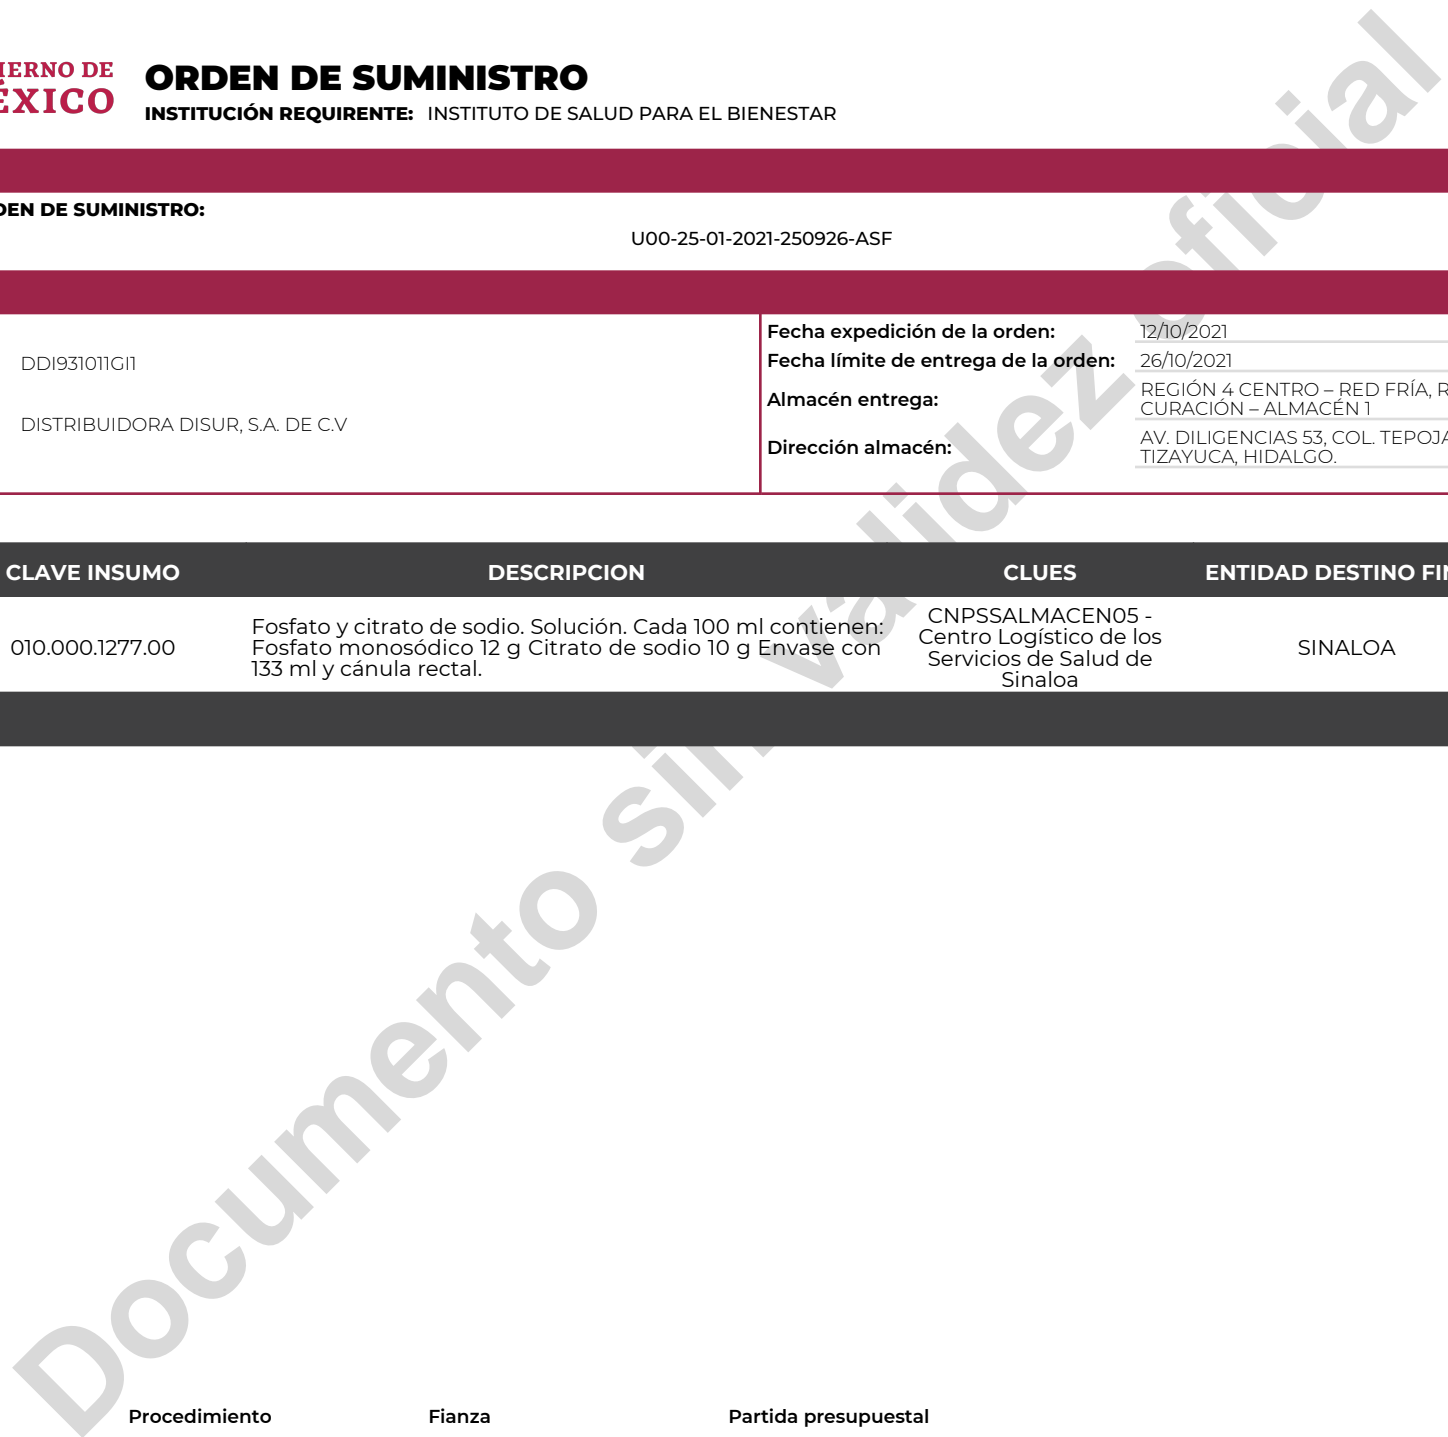 IERNO DE
ÉXICO
ORDEN DE SUMINISTRO
INSTITUCIÓN REQUIRENTE: INSTITUTO DE SALUD PARA EL BIENESTAR
DEN DE SUMINISTRO:
U00-25-01-2021-250926-ASF
DDI931011GI1
DISTRIBUIDORA DISUR, S.A. DE C.V
Fecha expedición de la orden: 12/10/2021
Fecha límite de entrega de la orden: 26/10/2021
Almacén entrega: REGIÓN 4 CENTRO – RED FRÍA, R
CURACIÓN – ALMACÉN 1
Dirección almacén: AV. DILIGENCIAS 53, COL. TEPOJA
TIZAYUCA, HIDALGO.
CLAVE INSUMO DESCRIPCION CLUES ENTIDAD DESTINO FIN
010.000.1277.00
Fosfato y citrato de sodio. Solución. Cada 100 ml contienen:
Fosfato monosódico 12 g Citrato de sodio 10 g Envase con
133 ml y cánula rectal.
CNPSSALMACEN05 -
Centro Logístico de los
Servicios de Salud de
Sinaloa
SINALOA
Documento sin validez oficial
Procedimiento Fianza Partida presupuestal